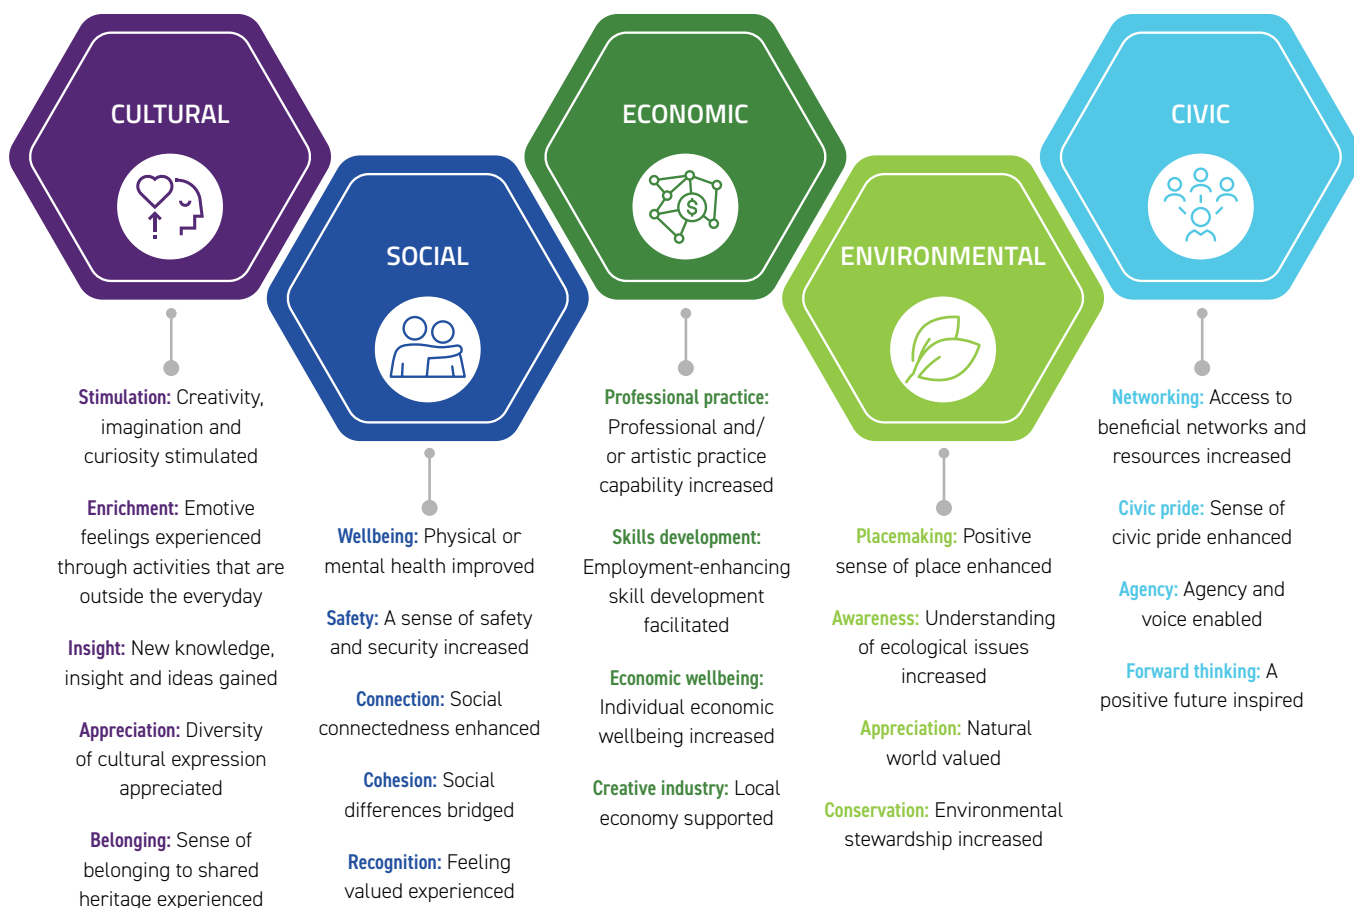 CULTURAL
Stimulation: Creativity,
imagination and
curiosity stimulated
Enrichment: Emotive
feelings experienced
through activities that are
outside the everyday
Insight: New knowledge,
insight and ideas gained
Appreciation: Diversity
of cultural expression
appreciated
Belonging: Sense of
belonging to shared
heritage experienced
SOCIAL
Wellbeing: Physical or
mental health improved
Safety: A sense of safety
and security increased
Connection: Social
connectedness enhanced
Cohesion: Social
differences bridged
Recognition: Feeling
valued experienced
ECONOMIC
$
Professional practice:
Professional and/
or artistic practice
capability increased
Skills development:
Employment-enhancing
skill development
facilitated
Economic wellbeing:
Individual economic
wellbeing increased
Creative industry: Local
economy supported
ENVIRONMENTAL
Placemaking: Positive
sense of place enhanced
Awareness: Understanding
of ecological issues
increased
Appreciation: Natural
world valued
Conservation: Environmental
stewardship increased
CIVIC
Networking: Access to
beneficial networks and
resources increased
Civic pride: Sense of
civic pride enhanced
Agency: Agency and
voice enabled
Forward thinking: A
positive future inspired